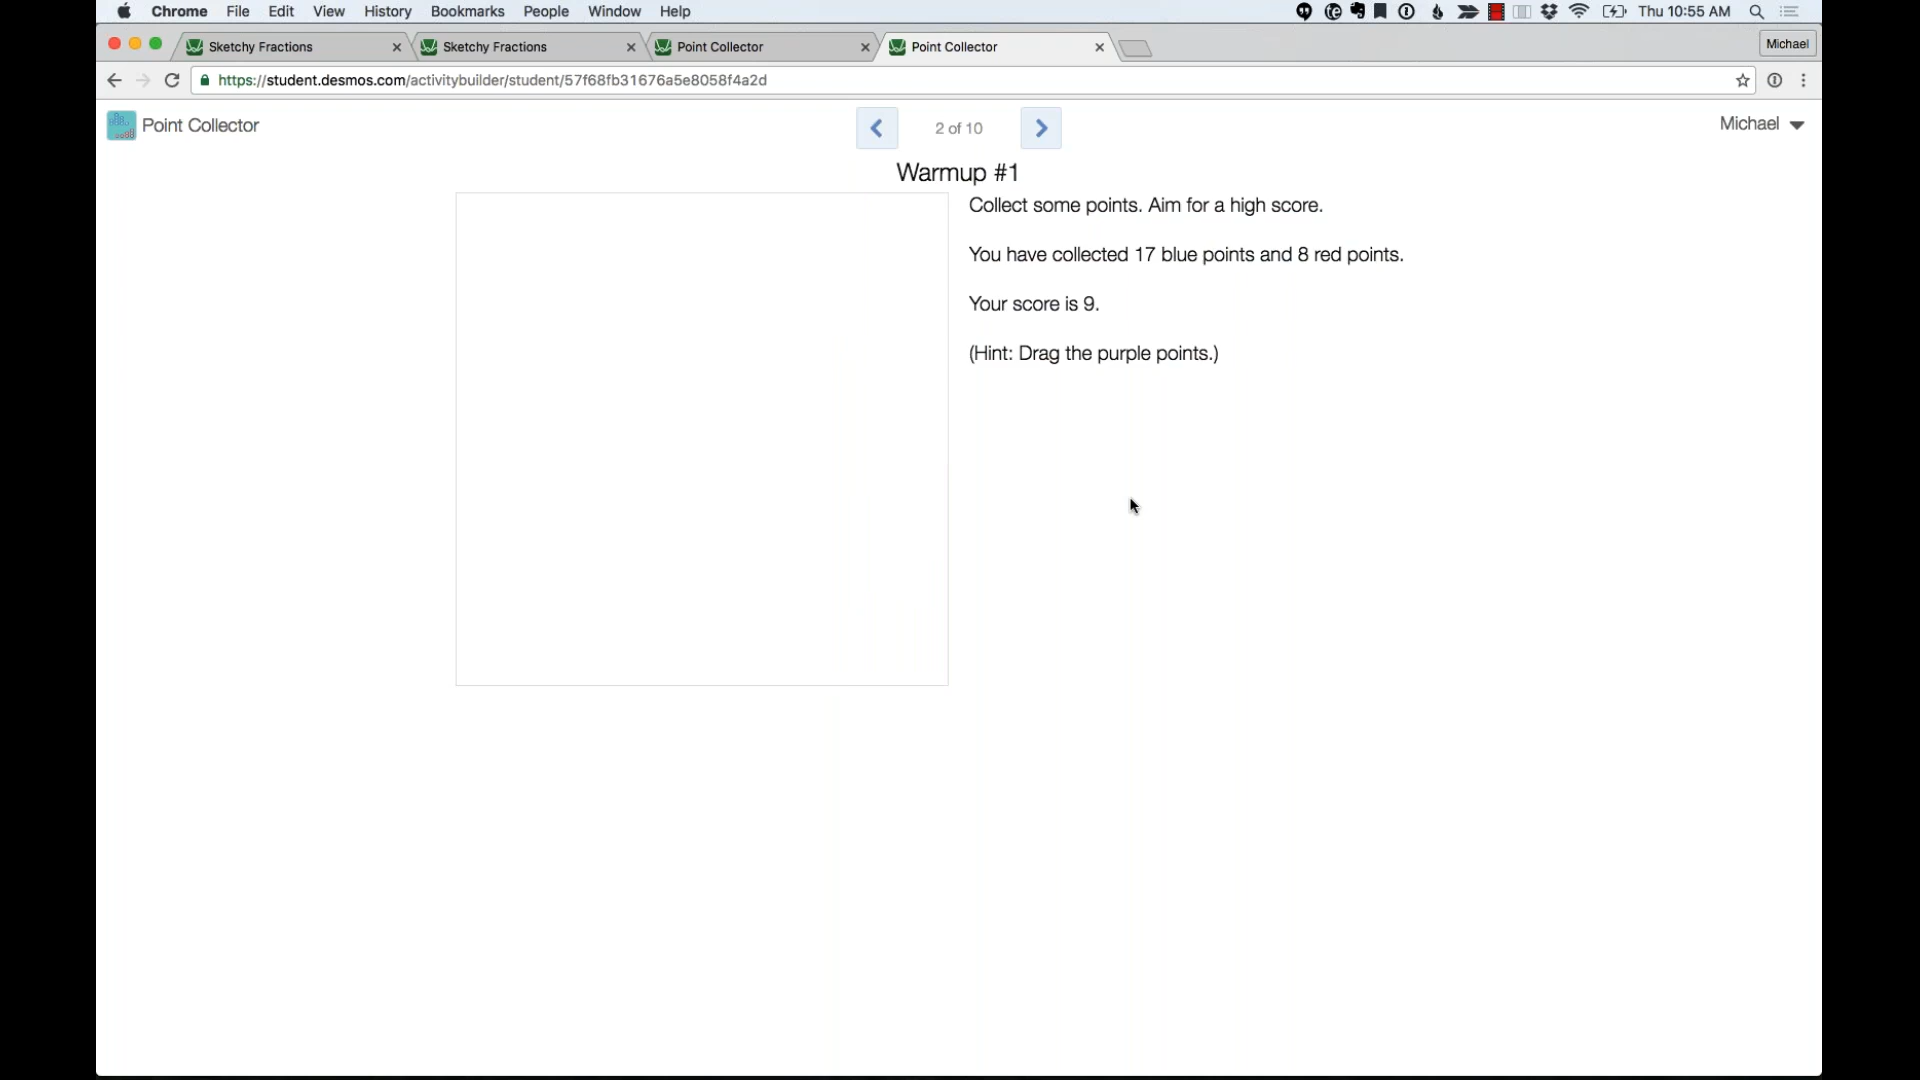 Chrome File Edit View History Bookmarks People Window Help Thu 10:55 AM
Sketchy Fractions Sketchy Fractions Point Collector Point Collector Michael
https://student.desmos.com/activitybuilder/student/57f68fb31676a5e8058f4a2d
Point Collector 2 of 10 Michael
Warmup #1
Collect some points. Aim for a high score.
You have collected 17 blue points and 8 red points.
Your score is 9.
(Hint: Drag the purple points.)